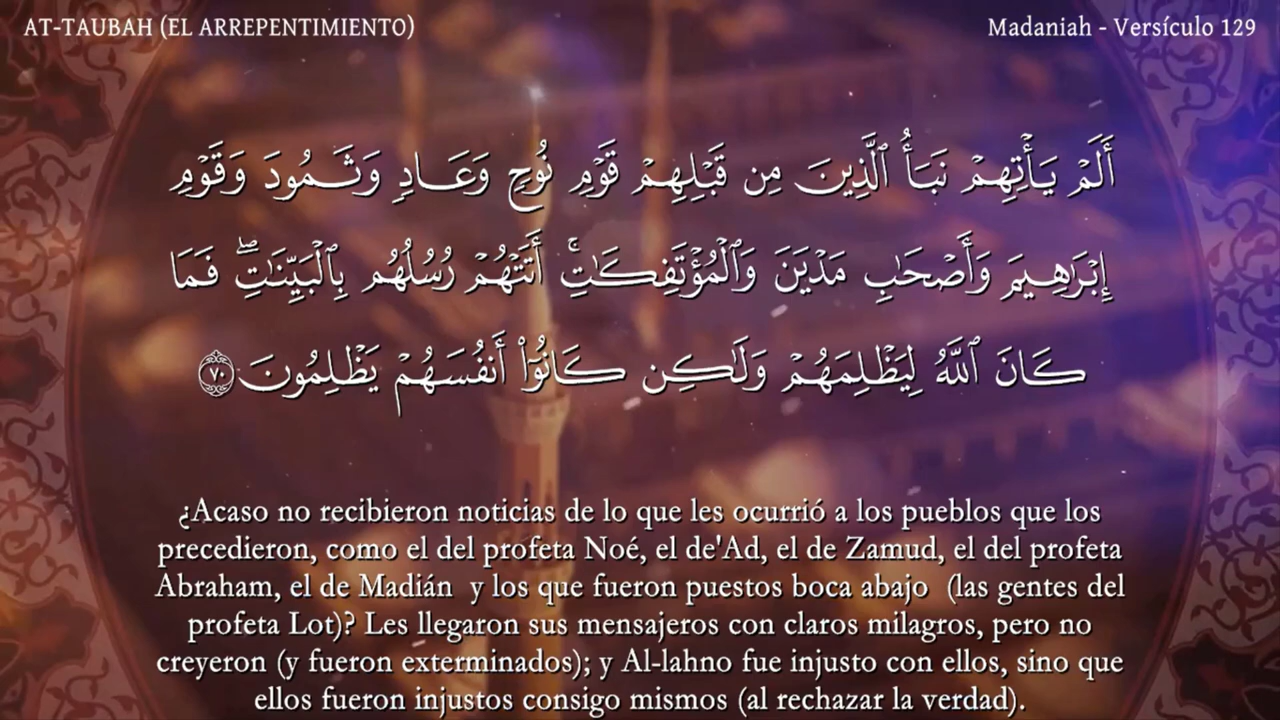 AT-TAUBAH (EL ARREPENTIMIENTO)
Madaniah - Versículo 129
أَلَمْ يَأْتِهِمْ نَبَأُ ٱلَّذِينَ مِن قَبْلِهِمْ قَوْمِ نُوحٍ وَعَادٍ وَثَمُودَ وَقَوْمِ
إِبْرَٰهِيمَ وَأَصْحَـٰبِ مَدْيَنَ وَٱلْمُؤْتَفِكَـٰتِ ۚ أَتَتْهُمْ رُسُلُهُم بِٱلْبَيِّنَـٰتِ ۖ فَمَا
كَانَ ٱللَّهُ لِيَظْلِمَهُمْ وَلَـٰكِن كَانُوٓا۟ أَنفُسَهُمْ يَظْلِمُونَ ٧٠
¿Acaso no recibieron noticias de lo que les ocurrió a los pueblos que los
precedieron, como el del profeta Noé, el de'Ad, el de Zamud, el del profeta
Abraham, el de Madián  y los que fueron puestos boca abajo  (las gentes del
profeta Lot)? Les llegaron sus mensajeros con claros milagros, pero no
creyeron (y fueron exterminados); y Al-lahno fue injusto con ellos, sino que
ellos fueron injustos consigo mismos (al rechazar la verdad).